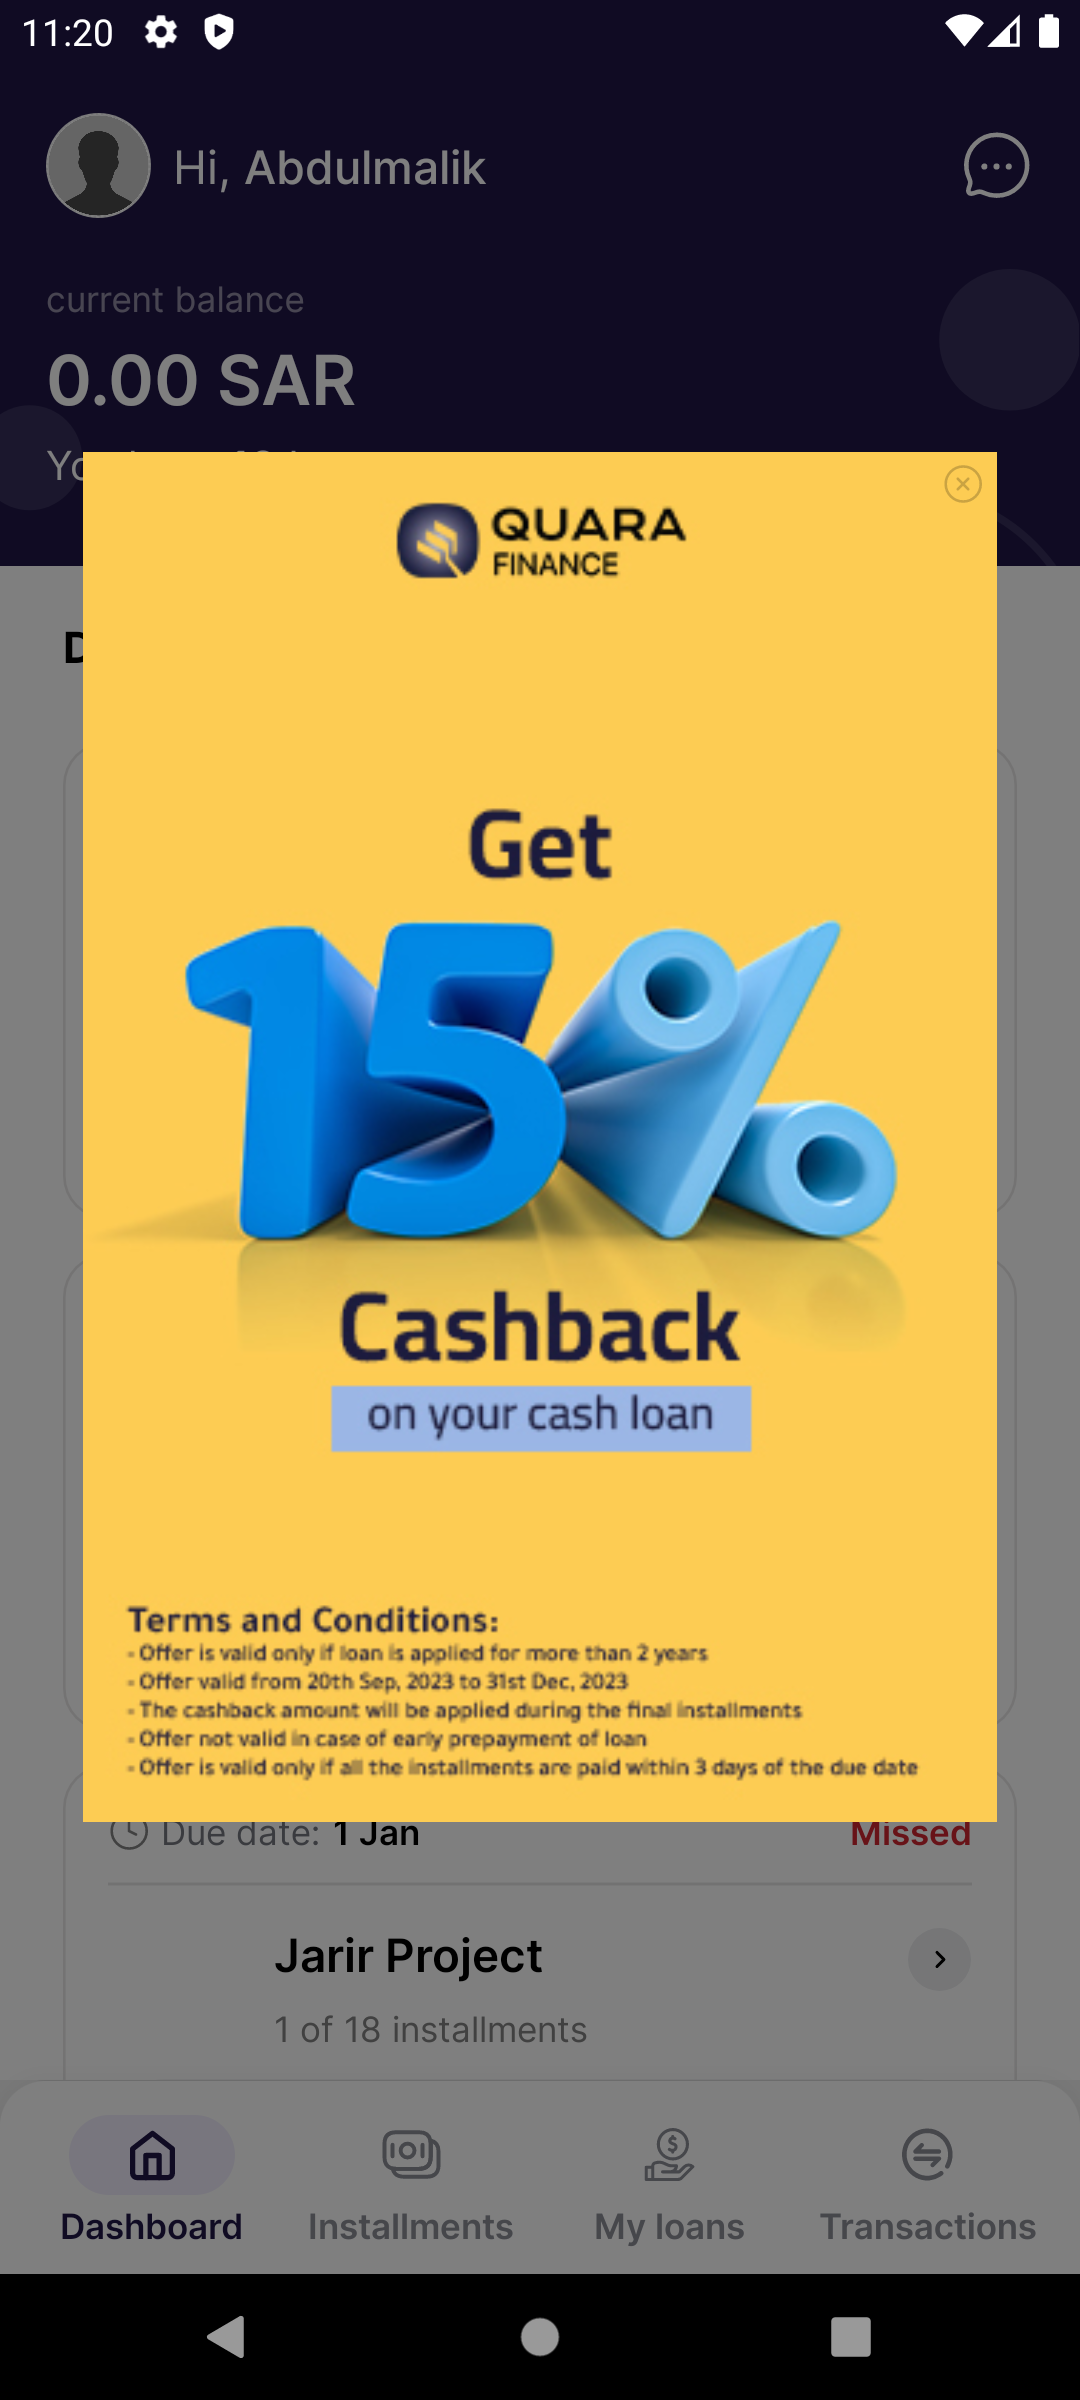 11:20
Hi, Abdulmalik
current balance
0.00 SAR
QUARA
FINANCE
Get
15%
Cashback
on your cash loan
Terms and Conditions:
- Offer is valid only if loan is applied for more than 2 years
- Offer valid from 20th Sep, 2023 to 31st Dec, 2023
- The cashback amount will be applied during the final installments
- Offer not valid in case of early prepayment of loan
- Offer is valid only if all the installments are paid within 3 days of the due date
Due date: 1 Jan Missed
Jarir Project
1 of 18 installments
Dashboard Installments My loans Transactions